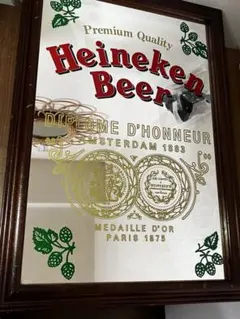 Premium Quality
Heineken
Beer
DIPLOME D'HONNEUR
AMSTERDAM 1883
MEDAILLE D'OR
PARIS 1875